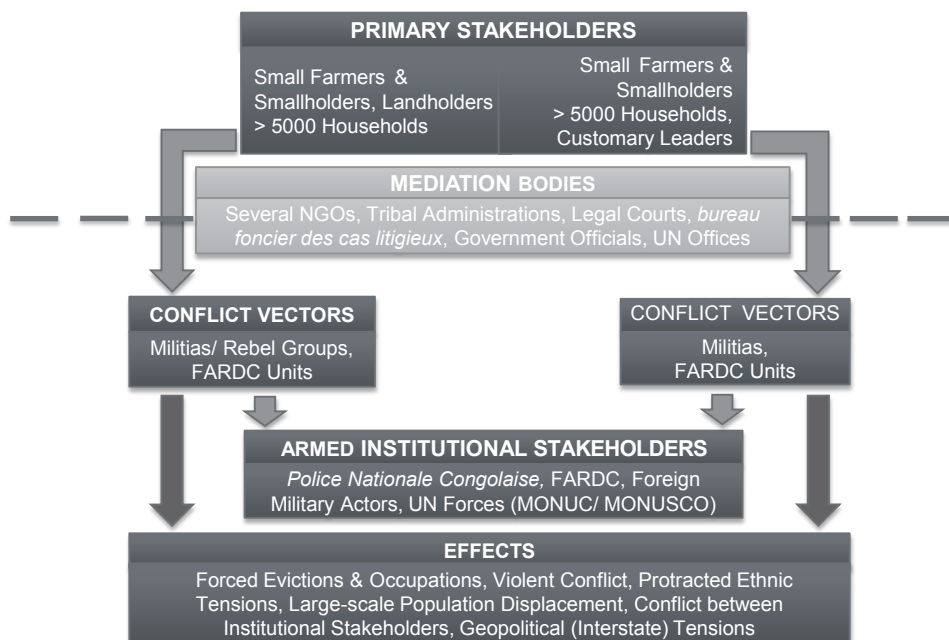 PRIMARY STAKEHOLDERS
Small Farmers &
Smallholders, Landholders
> 5000 Households
Small Farmers &
Smallholders
> 5000 Households,
Customary Leaders
MEDIATION BODIES
Several NGOs, Tribal Administrations, Legal Courts, bureau
foncier des cas litigieux, Government Officials, UN Offices
CONFLICT VECTORS
Militias/ Rebel Groups,
FARDC Units
CONFLICT VECTORS
Militias,
FARDC Units
ARMED INSTITUTIONAL STAKEHOLDERS
Police Nationale Congolaise, FARDC, Foreign
Military Actors, UN Forces (MONUC/ MONUSCO)
EFFECTS
Forced Evictions & Occupations, Violent Conflict, Protracted Ethnic
Tensions, Large-scale Population Displacement, Conflict between
Institutional Stakeholders, Geopolitical (Interstate) Tensions